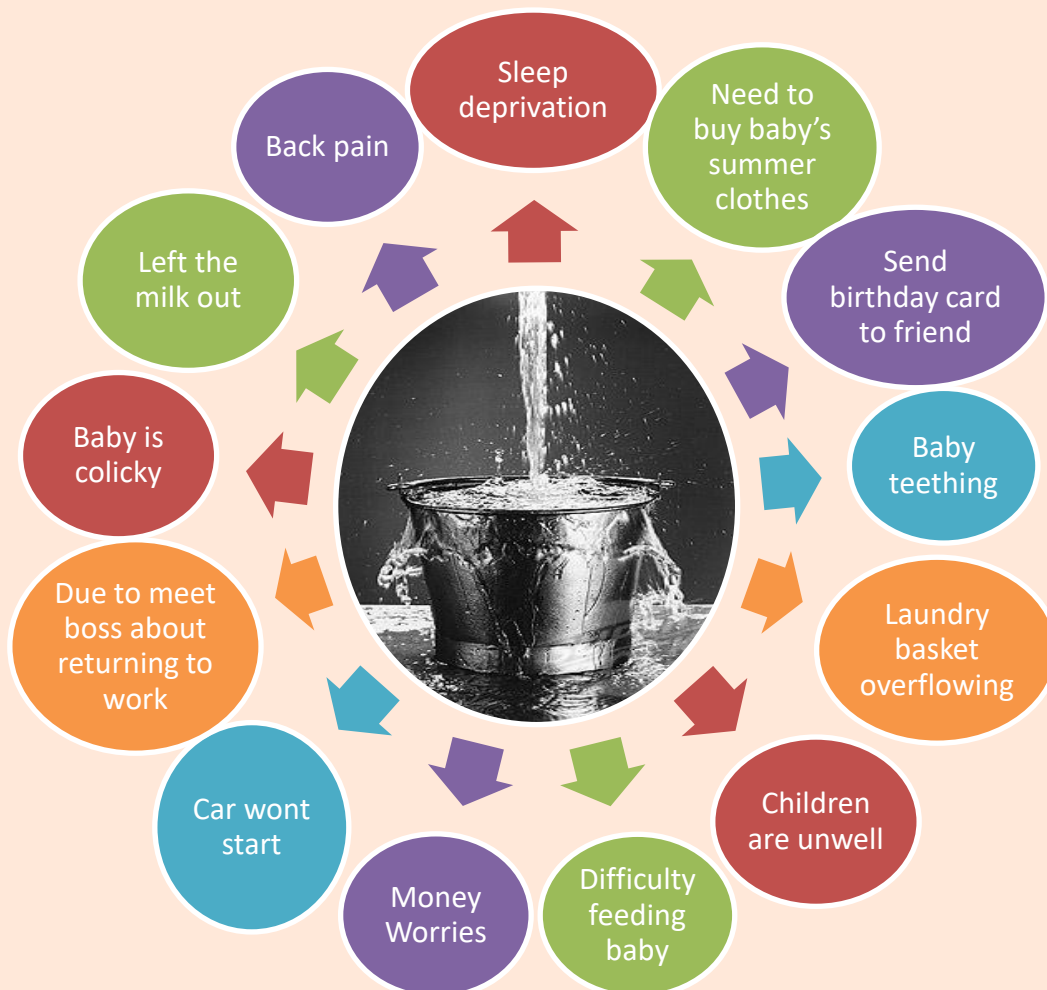 Sleep
deprivation
Need to
buy baby’s
summer
clothes
Send
birthday card
to friend
Baby
teething
Laundry
basket
overflowing
Children
are unwell
Difficulty
feeding
baby
Money
Worries
Car wont
start
Due to meet
boss about
returning to
work
Baby is
colicky
Left the
milk out
Back pain